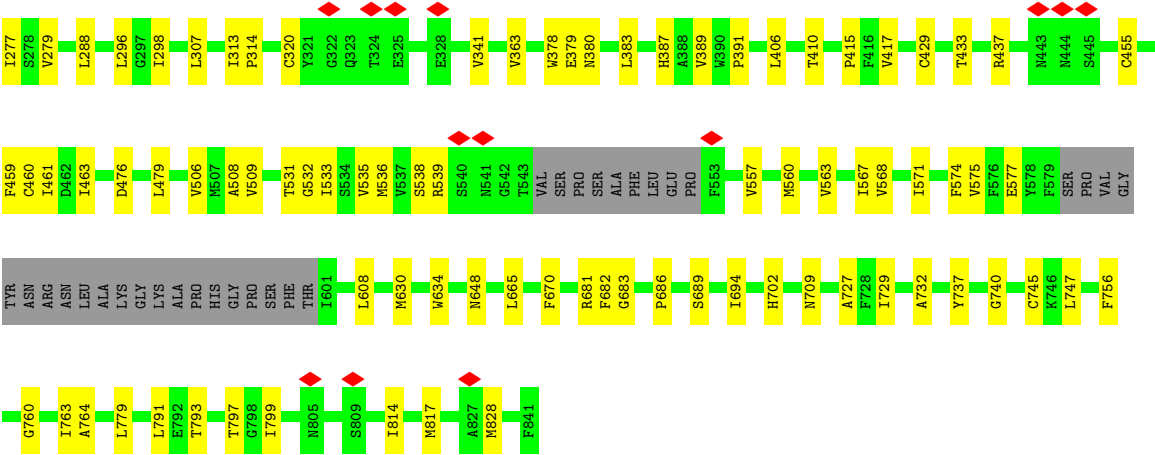 I277 S278 V279 L288 L296 G297 I298 L307 I313 P314 C320 Y321 G322 Q323 T324 E325 E328 V341 V363 W378 E379 N380 L383 H387 A388 V389 W390 P391 L406 T410 P415 F416 V417 C429 T433 R437 N443 N444 S445 C455
F459 C460 I461 D462 I463 D476 L479 V506 M507 A508 V509 T531 G532 I533 S534 V535 M536 V537 S538 R539 S540 N541 G542 T543 VAL SER PRO SER ALA PHE LEU GLU PRO F553 V557 M560 V563 I567 V568 I571 F574 V575 F576 E577 Y578 F579 SER PRO VAL GLY
TYR ASN ARG ASN LEU ALA LYS GLY LYS ALA PRO HIS GLY PRO SER PHE THR I601 L608 M630 W634 N648 L665 F670 R681 F682 G683 P686 S689 I694 H702 N709 A727 F728 I729 A732 Y737 G740 C745 K746 L747 F756
G760 I763 A764 L779 L791 E792 T793 T797 G798 I799 N805 S809 I814 M817 A827 M828 F841